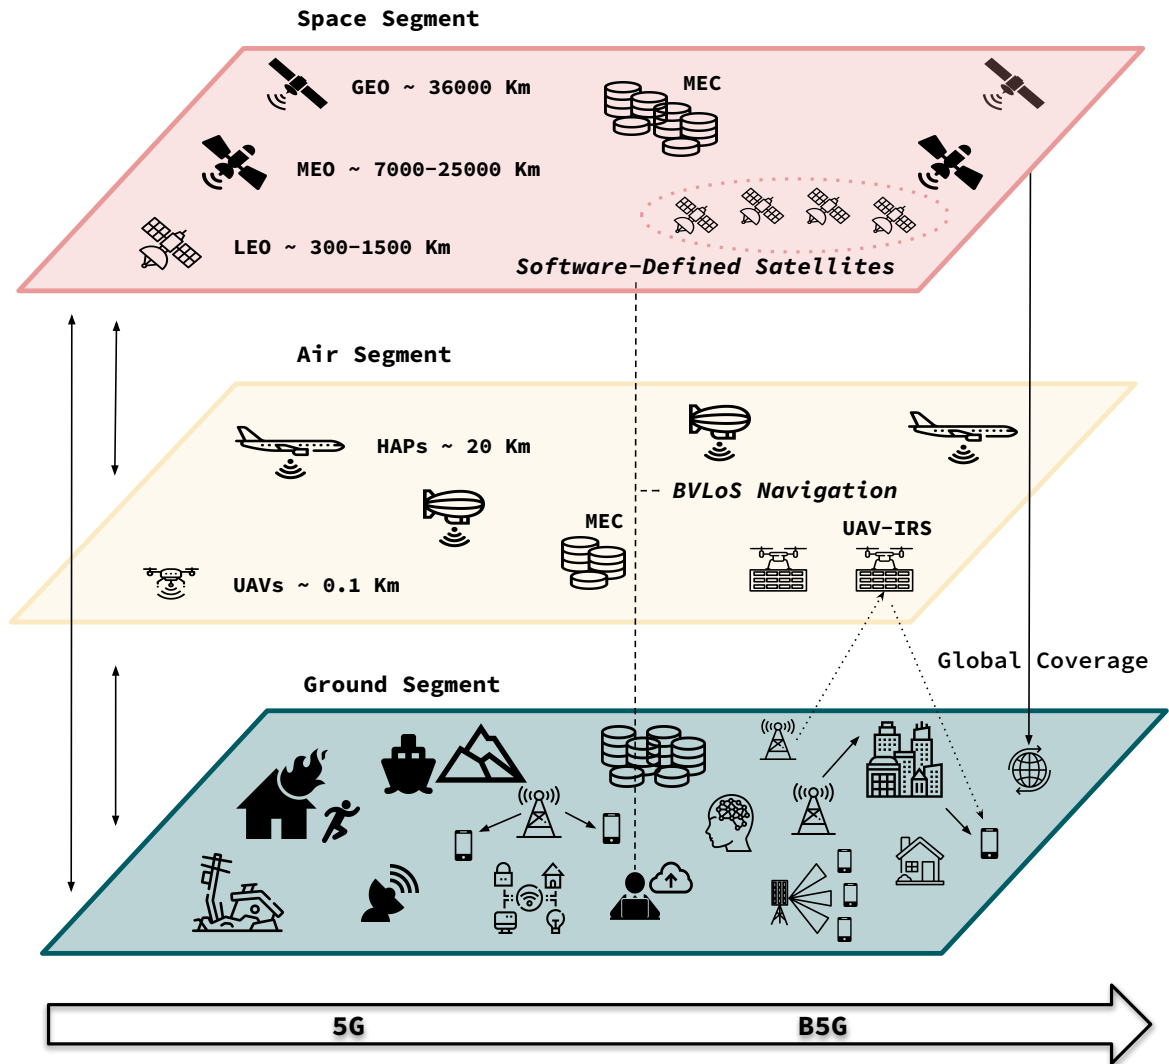 Space Segment
GEO ~ 36000 Km
MEC
MEO ~ 7000-25000 Km
LEO ~ 300-1500 Km
Software-Defined Satellites
Air Segment
HAPs ~ 20 Km
BVLoS Navigation
MEC
UAV-IRS
UAVs ~ 0.1 Km
Global Coverage
Ground Segment
5G
B5G